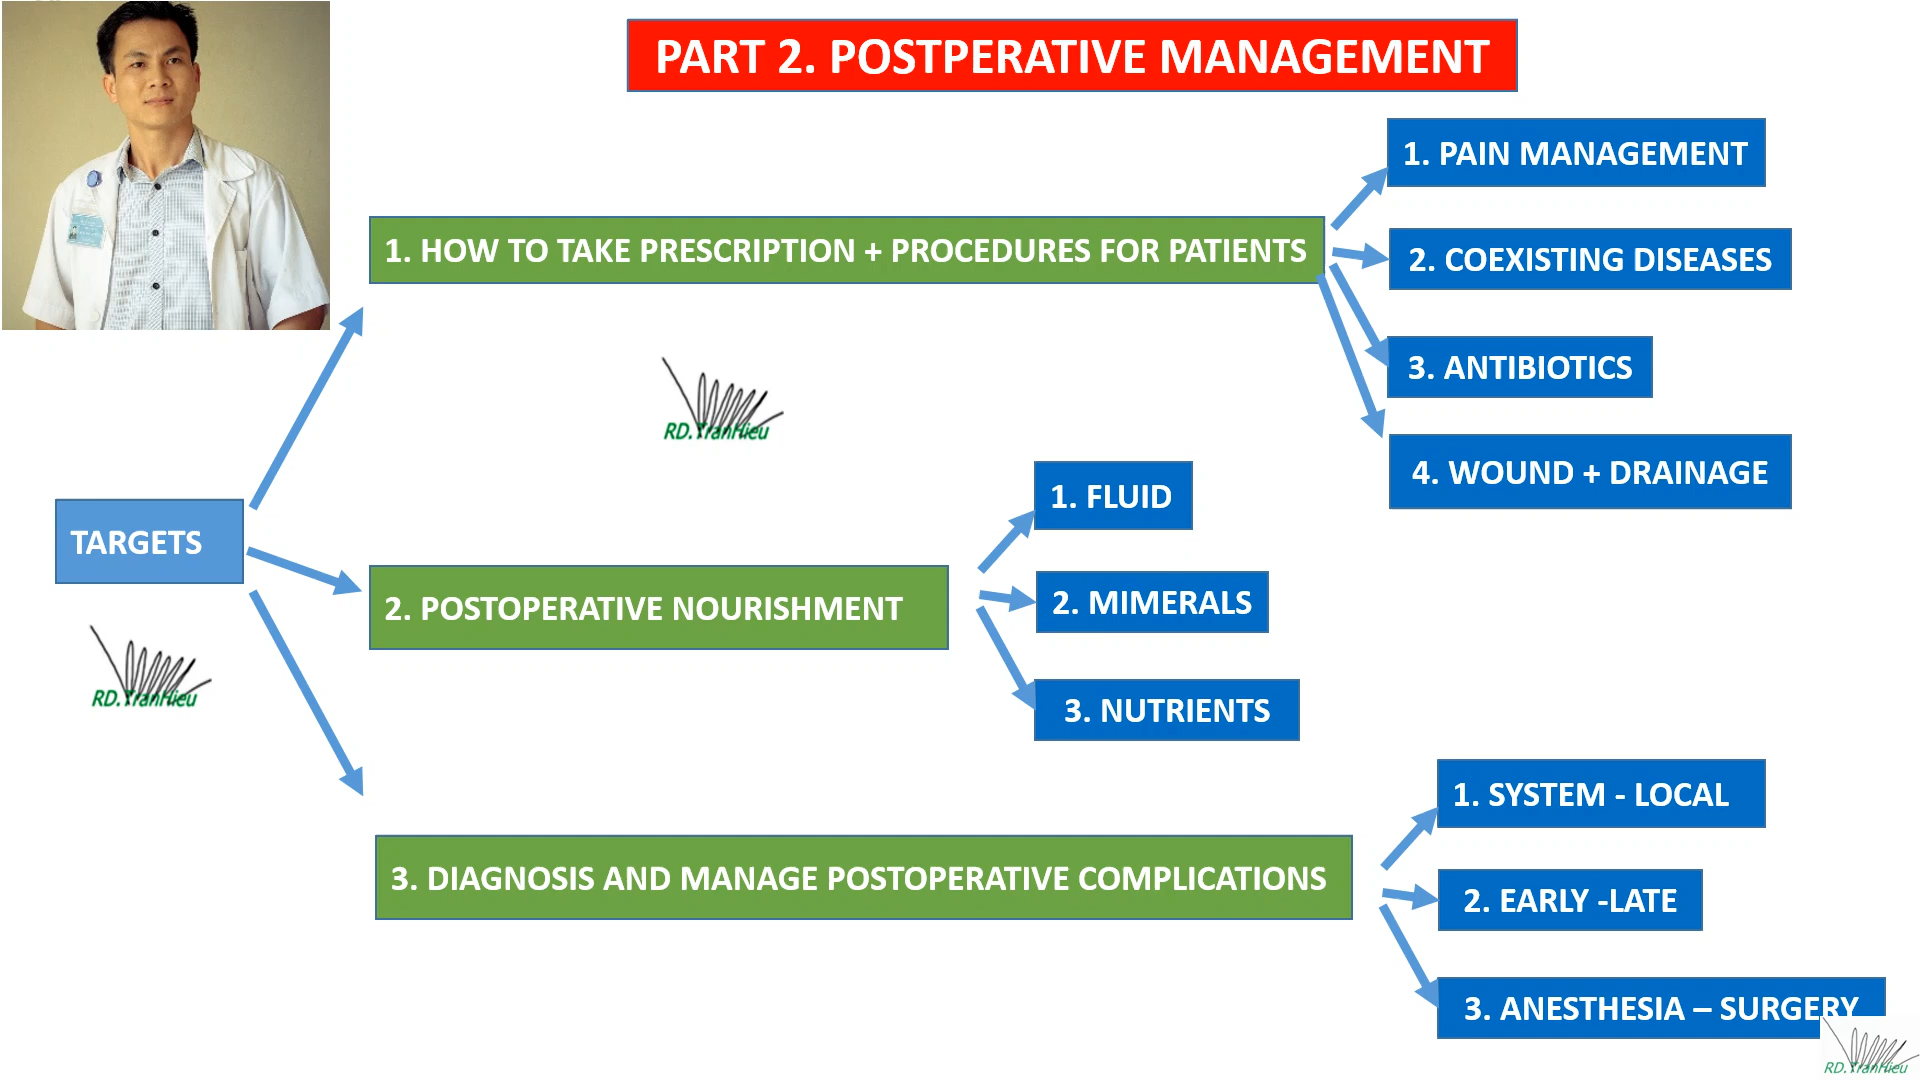 PART 2. POSTPERATIVE MANAGEMENT
1. HOW TO TAKE PRESCRIPTION + PROCEDURES FOR PATIENTS
1. PAIN MANAGEMENT
2. COEXISTING DISEASES
3. ANTIBIOTICS
4. WOUND + DRAINAGE
RD.TranHieu
TARGETS
RD.TranHieu
2. POSTOPERATIVE NOURISHMENT
1. FLUID
2. MIMERALS
3. NUTRIENTS
3. DIAGNOSIS AND MANAGE POSTOPERATIVE COMPLICATIONS
1. SYSTEM - LOCAL
2. EARLY -LATE
3. ANESTHESIA – SURGERY
RD.TranHieu